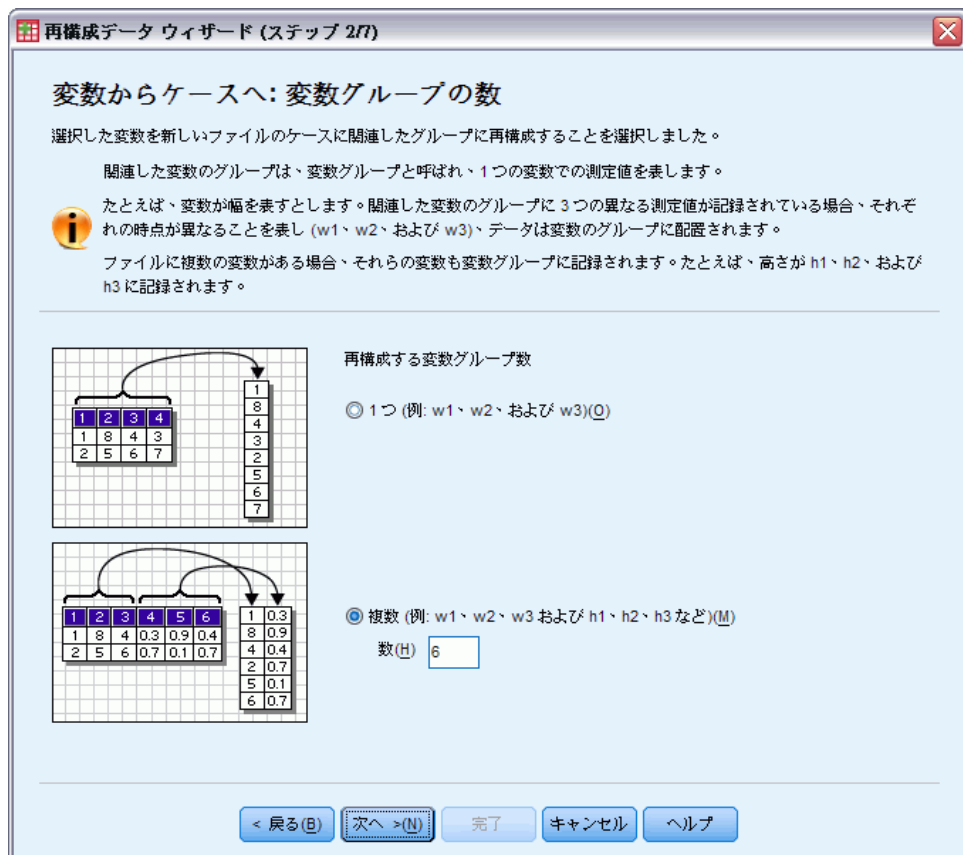 再構成データ ウィザード (ステップ 2/7)
変数からケースへ: 変数グループの数
選択した変数を新しいファイルのケースに関連したグループに再構成することを選択しました。
関連した変数のグループは、変数グループと呼ばれ、1 つの変数での測定値を表します。
たとえば、変数が幅を表すとします。関連した変数のグループに 3 つの異なる測定値が記録されている場合、それぞ
れの時点が異なることを表し (w1、w2、および w3)、データは変数のグループに配置されます。
ファイルに複数の変数がある場合、それらの変数も変数グループに記録されます。たとえば、高さが h1、h2、および
h3 に記録されます。
再構成する変数グループ数
1 2 3 4
1 8 4 3
2 5 6 7
1
8
4
3
2
5
6
7
1 つ (例: w1、w2、および w3)(O)
1 2 3 4 5 6
1 8 4 0.3 0.9 0.4
2 5 6 0.7 0.1 0.7
1 0.3
8 0.9
4 0.4
2 0.7
5 0.1
6 0.7
複数 (例: w1、w2、w3 および h1、h2、h3 など)(M)
数(H) 6
< 戻る(B) 次へ >(N) 完了 キャンセル ヘルプ